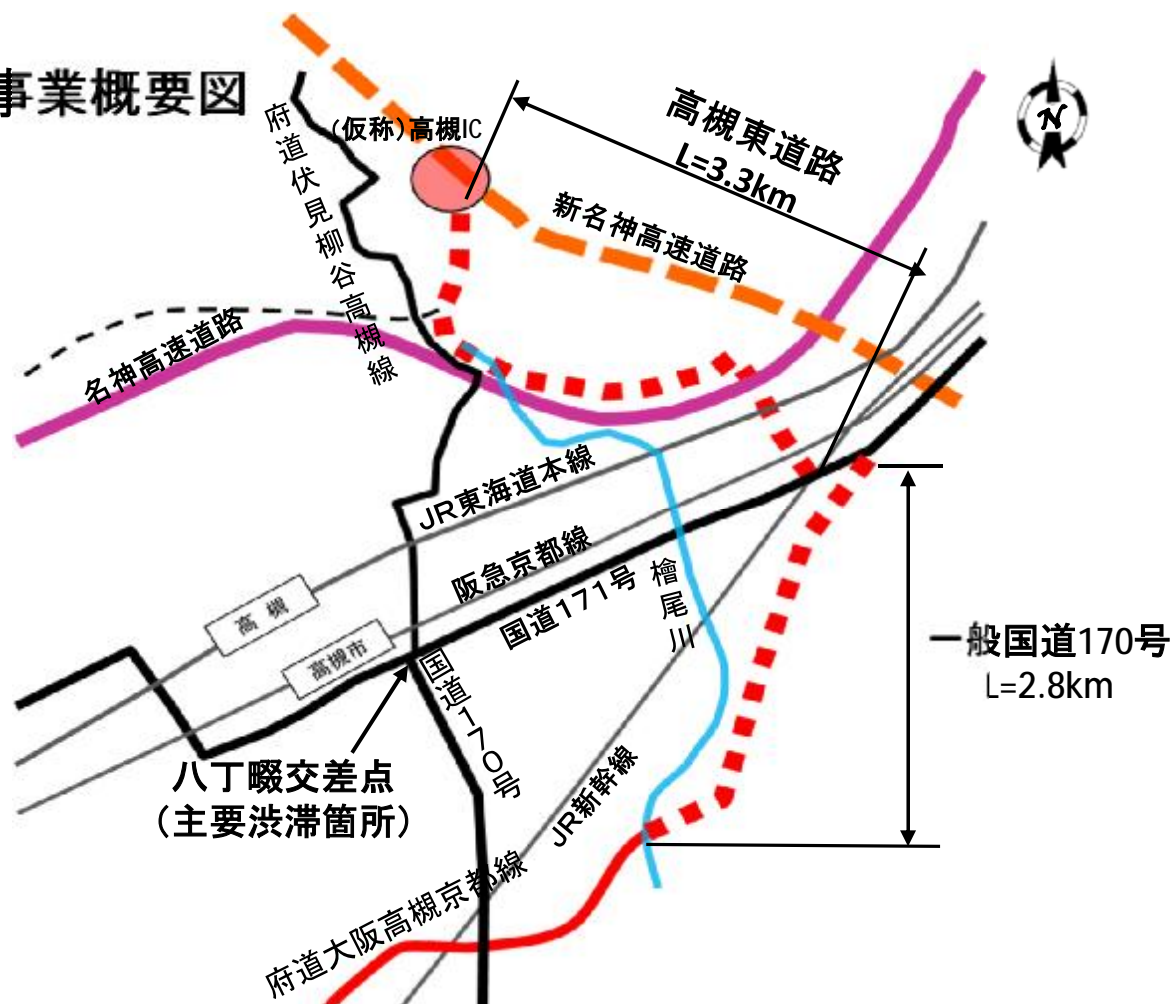 事業概要図
(仮称)高槻IC
高槻東道路
L=3.3km
N
府道伏見柳谷高槻線
新名神高速道路
名神高速道路
JR東海道本線
阪急京都線
国道171号
檜尾川
高 槻
高槻市
国道170号
一般国道170号
L=2.8km
八丁畷交差点
(主要渋滞箇所)
JR新幹線
府道大阪高槻京都線